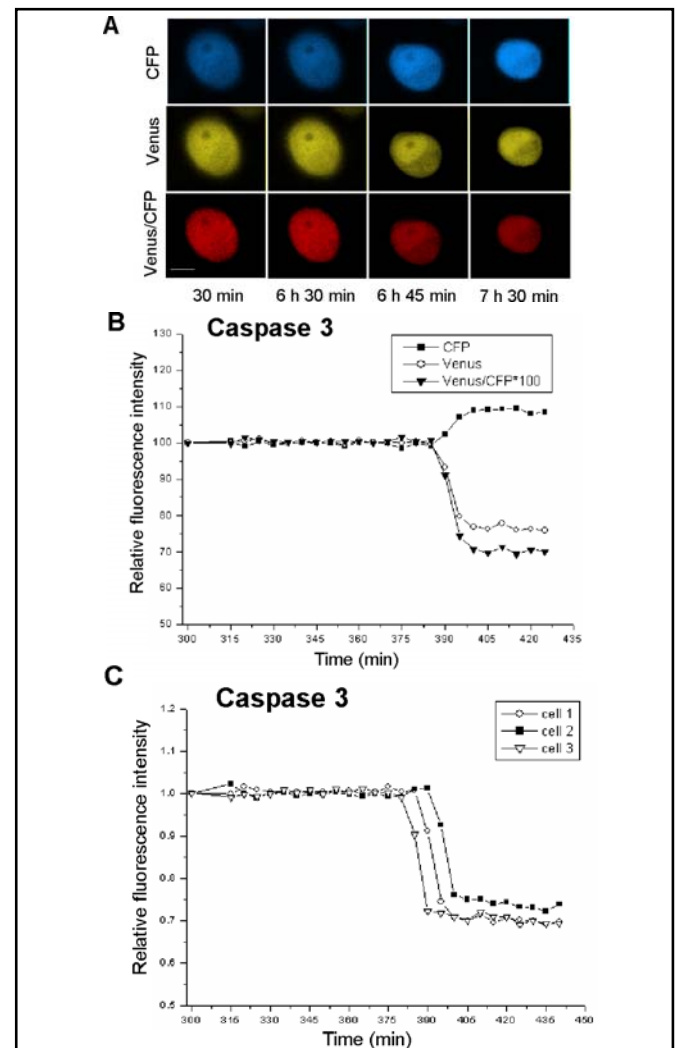 A
CFP
Venus
Venus/CFP
30 min 6 h 30 min 6 h 45 min 7 h 30 min
B
Caspase 3
CFP
Venus
Venus/CFP*100
Relative fluorescence intensity
130
120
110
100
90
80
70
60
50
300 315 330 345 360 375 390 405 420 435
Time (min)
C
Caspase 3
cell 1
cell 2
cell 3
Relative fluorescence intensity
1.2
1.1
1.0
0.9
0.8
0.7
0.6
0.5
300 315 330 345 360 375 390 405 420 435 450
Time (min)